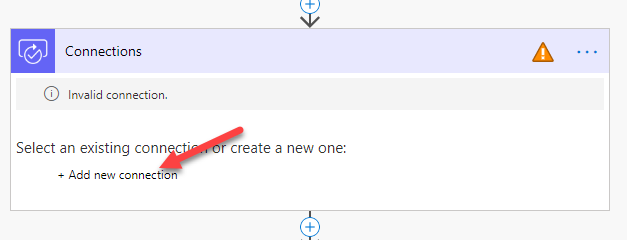 Connections
Invalid connection.
Select an existing connection or create a new one:
+ Add new connection